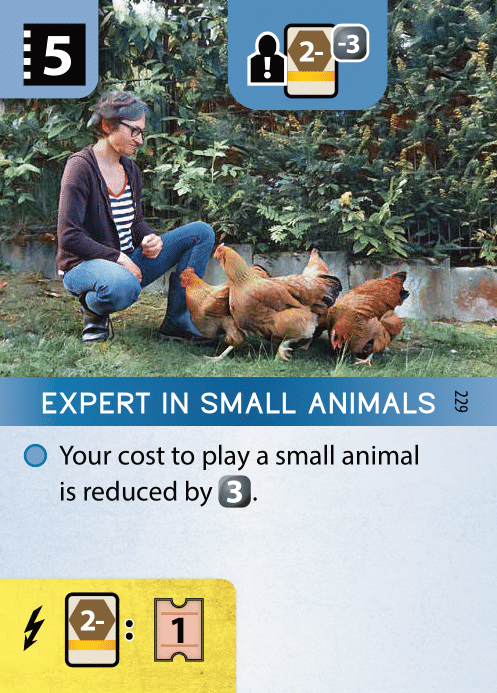 5
2-
-3
EXPERT IN SMALL ANIMALS
229
Your cost to play a small animal
is reduced by 3.
2- : 1